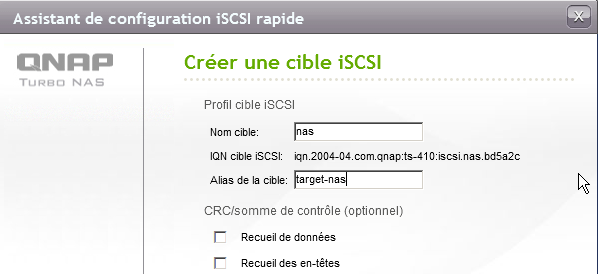 Assistant de configuration iSCSI rapide
X
QNAP
TURBO NAS
Créer une cible iSCSI
Profil cible iSCSI
Nom cible: nas
IQN cible iSCSI: iqn.2004-04.com.qnap:ts-410:iscsi.nas.bd5a2c
Alias de la cible: target-nas
CRC/somme de contrôle (optionnel)
Recueil de données
Recueil des en-têtes